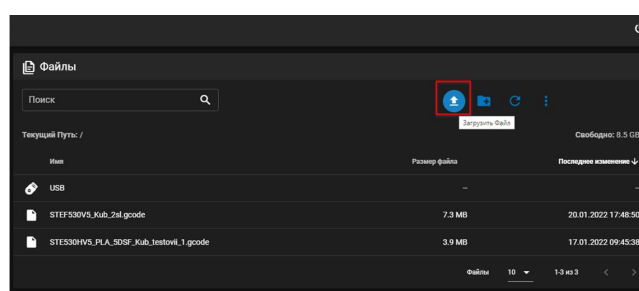 Файлы
Поиск
Загрузить Файл
Текущий Путь: /
Свободно: 8.5 GB
Имя Размер файла Последнее изменение
USB -- --
STEF530V5_Kub_2sl.gcode 7.3 MB 20.01.2022 17:48:50
STE530HV5_PLA_5DSF_Kub_testovii_1.gcode 3.9 MB 17.01.2022 09:45:38
Файлы 10 1-3 из 3